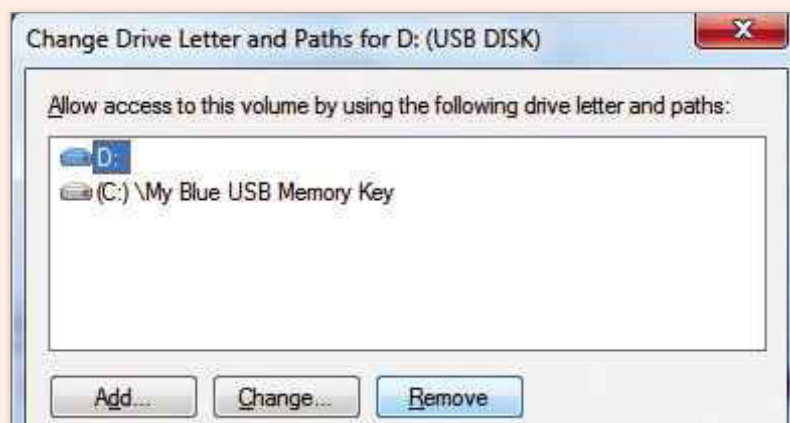 Change Drive Letter and Paths for D: (USB DISK)
X
Allow access to this volume by using the following drive letter and paths:
D:
(C:) \My Blue USB Memory Key
Add... Change... Remove